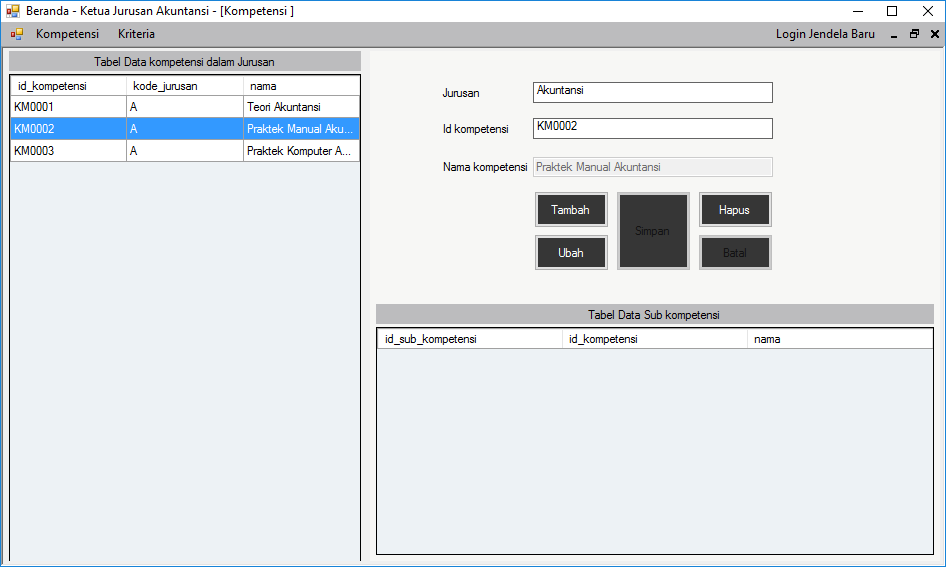 Beranda - Ketua Jurusan Akuntansi - [Kompetensi ]
Kompetensi Kriteria Login Jendela Baru
Tabel Data kompetensi dalam Jurusan
id_kompetensi kode_jurusan nama
KM0001 A Teori Akuntansi
KM0002 A Praktek Manual Aku...
KM0003 A Praktek Komputer A...
Jurusan Akuntansi
Id kompetensi KM0002
Nama kompetensi Praktek Manual Akuntansi
Tambah Simpan Hapus
Ubah Batal
Tabel Data Sub kompetensi
id_sub_kompetensi id_kompetensi nama